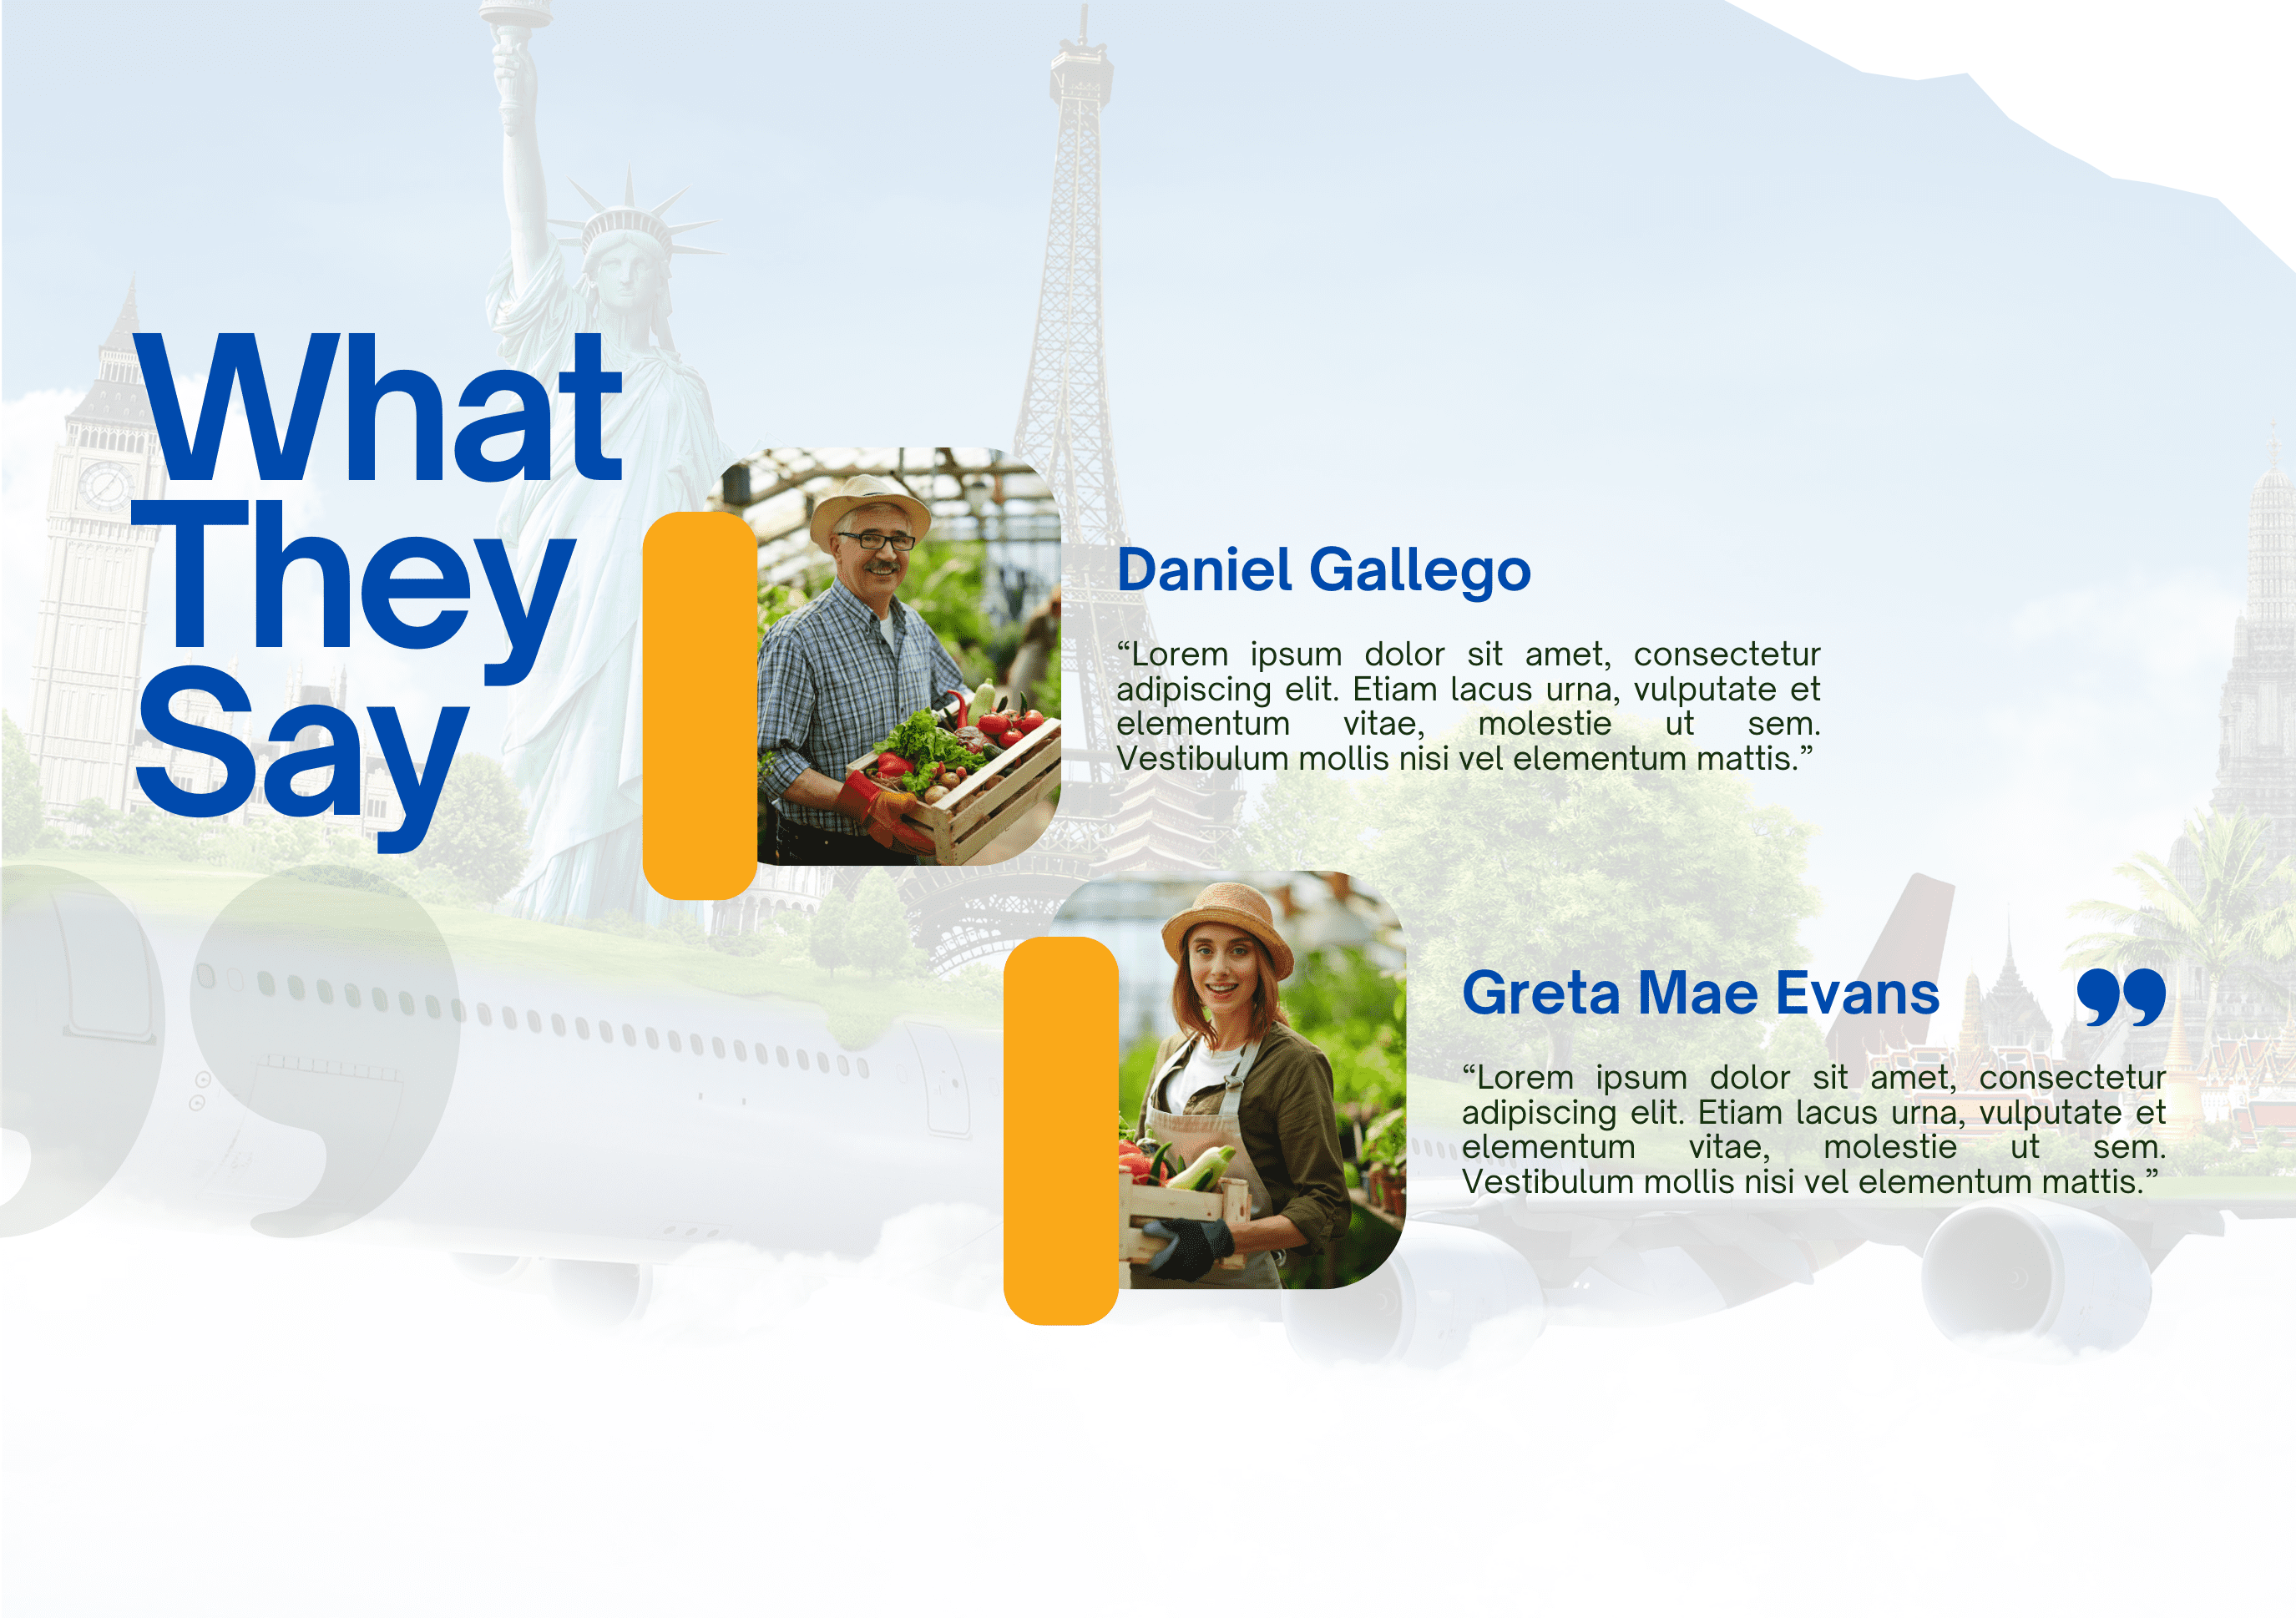 What
They
Say
Daniel Gallego
“Lorem ipsum dolor sit amet, consectetur
adipiscing elit. Etiam lacus urna, vulputate et
elementum vitae, molestie ut sem.
Vestibulum mollis nisi vel elementum mattis.”
Greta Mae Evans
“Lorem ipsum dolor sit amet, consectetur
adipiscing elit. Etiam lacus urna, vulputate et
elementum vitae, molestie ut sem.
Vestibulum mollis nisi vel elementum mattis.”